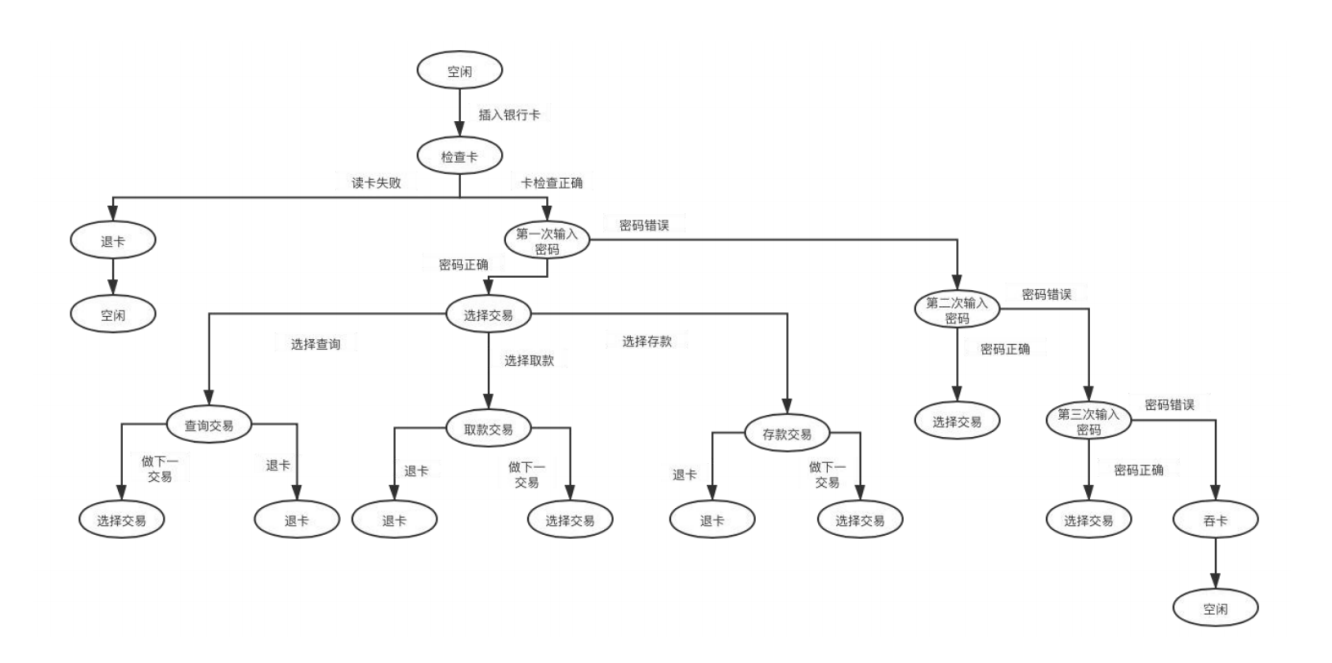 空闲
插入银行卡
检查卡
读卡失败
卡检查正确
退卡
第一次输入
密码
密码错误
密码正确
空闲
选择交易
第二次输入
密码
密码错误
选择查询
选择取款
选择存款
密码正确
查询交易
取款交易
存款交易
选择交易
第三次输入
密码
密码错误
做下一
交易
退卡
退卡
做下一
交易
退卡
做下一
交易
密码正确
选择交易
退卡
退卡
选择交易
退卡
选择交易
选择交易
吞卡
空闲